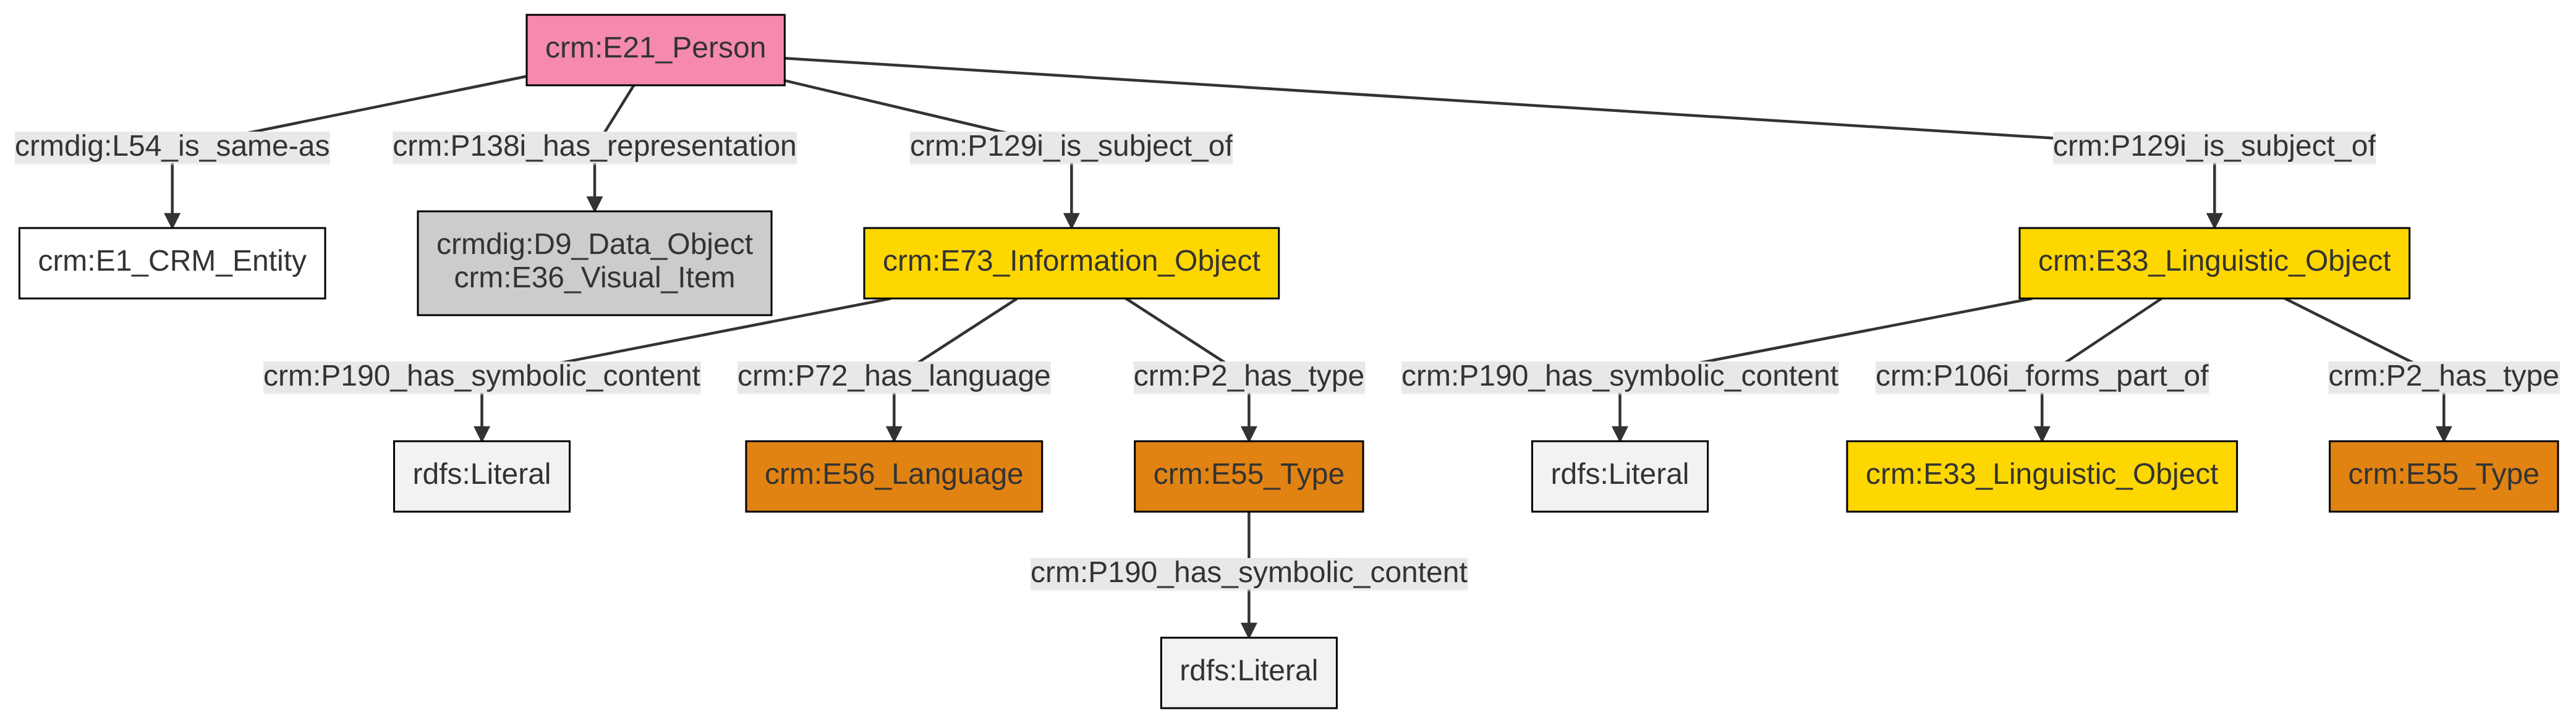 crm:E21_Person
crmdig:L54_is_same-as
crm:P138i_has_representation
crm:P129i_is_subject_of
crm:P129i_is_subject_of
crm:E1_CRM_Entity
crmdig:D9_Data_Object
crm:E36_Visual_Item
crm:E73_Information_Object
crm:E33_Linguistic_Object
crm:P190_has_symbolic_content
crm:P72_has_language
crm:P2_has_type
crm:P190_has_symbolic_content
crm:P106i_forms_part_of
crm:P2_has_type
rdfs:Literal
crm:E56_Language
crm:E55_Type
rdfs:Literal
crm:E33_Linguistic_Object
crm:E55_Type
crm:P190_has_symbolic_content
rdfs:Literal